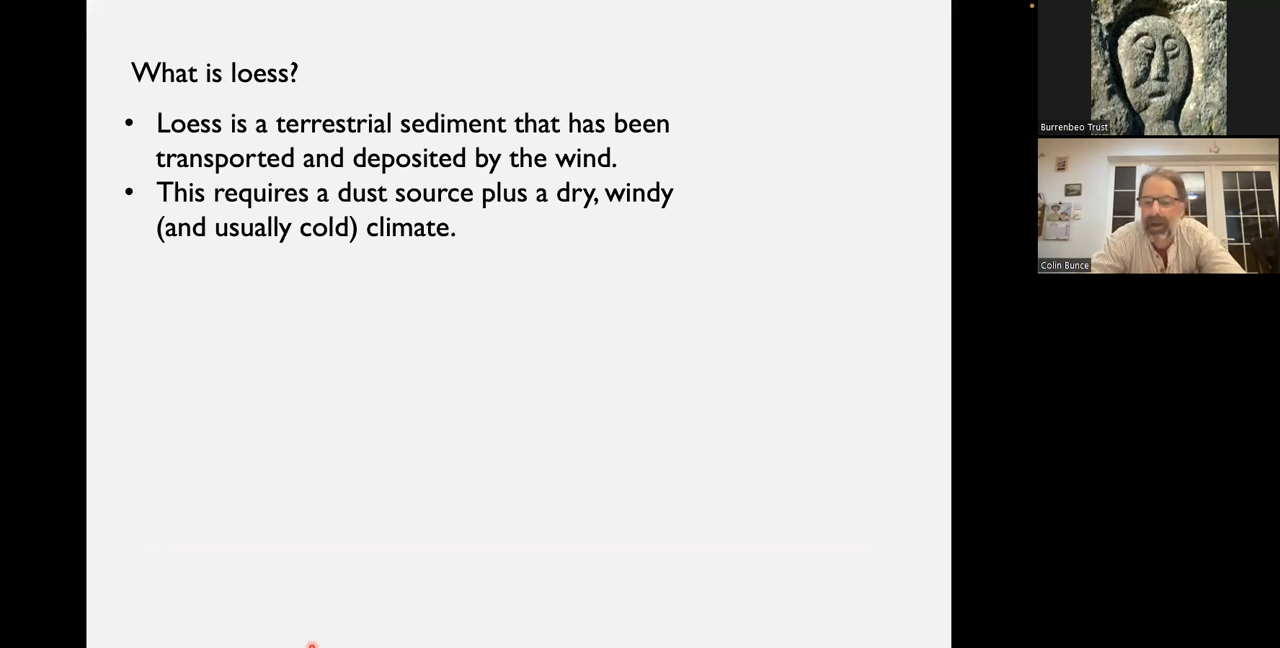 What is loess?
• Loess is a terrestrial sediment that has been
transported and deposited by the wind.
• This requires a dust source plus a dry, windy
(and usually cold) climate.
Burrenbeo Trust
Colin Bunce